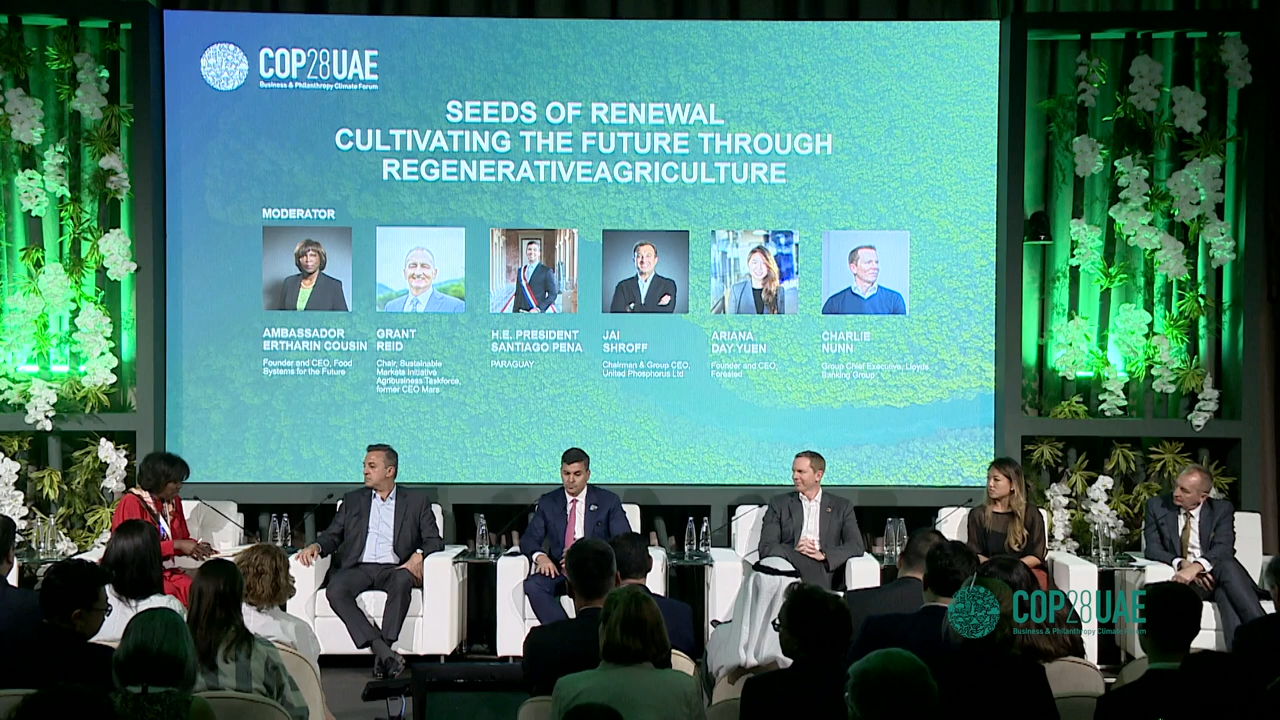 COP28UAE
Business & Philanthropy Climate Forum
SEEDS OF RENEWAL
CULTIVATING THE FUTURE THROUGH
REGENERATIVEAGRICULTURE
MODERATOR
AMBASSADOR
ERTHARIN COUSIN
Founder and CEO, Food
Systems for the Future
GRANT
REID
Chair, Sustainable
Markets Initiative
Agribusiness Taskforce,
former CEO Mars
H.E. PRESIDENT
SANTIAGO PENA
PARAGUAY
JAI
SHROFF
Chairman & Group CEO,
United Phosphorus Ltd
ARIANA
DAY YUEN
Founder and CEO,
Forested
CHARLIE
NUNN
Group Chief Executive, Lloyds
Banking Group
COP28UAE
Business & Philanthropy Climate Forum